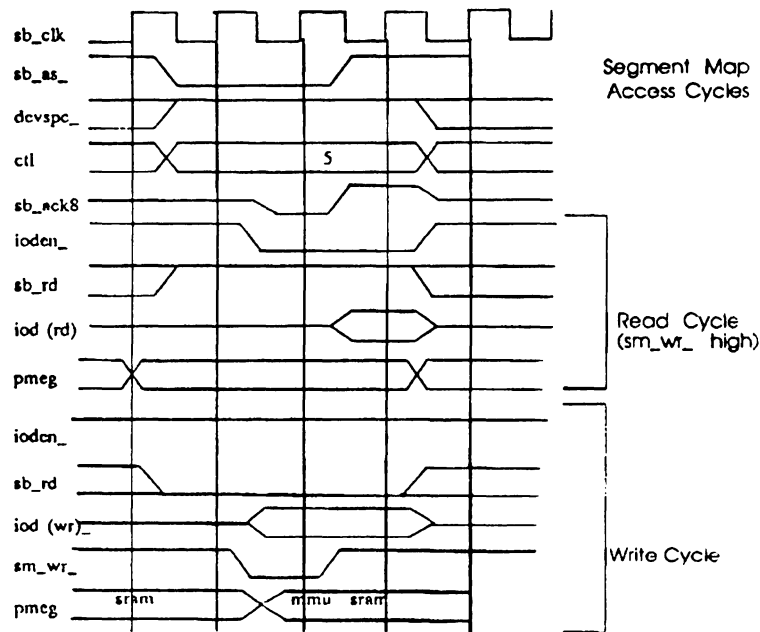 sb_clk
sb_as_
Segment Map
Access Cycles
devspc_
ctl
5
sb_ack8
ioden_
sb_rd
iod (rd)
Read Cycle
(sm_wr_ high)
pmeg
ioden_
sb_rd
iod (wr)_
Write Cycle
sm_wr_
sram mmu sram
pmeg